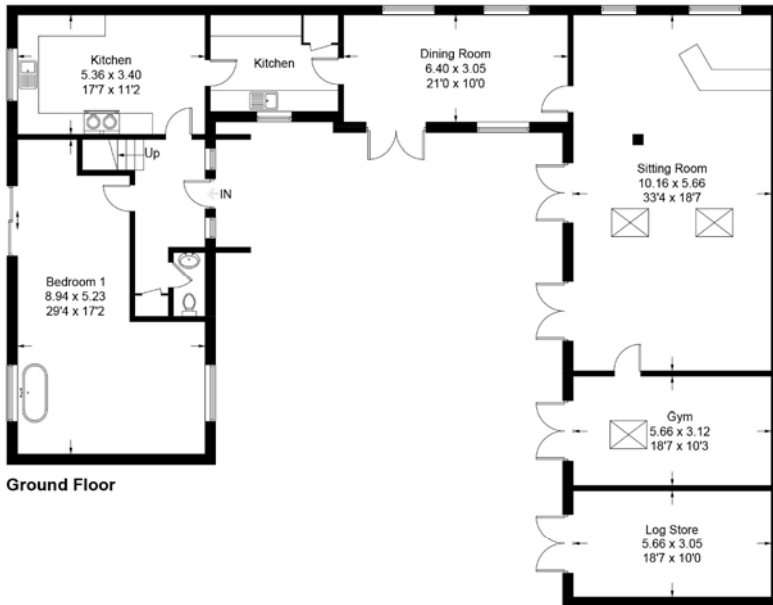 Kitchen
5.36 x 3.40
17'7 x 11'2
Kitchen
Dining Room
6.40 x 3.05
21'0 x 10'0
Up
IN
Sitting Room
10.16 x 5.66
33'4 x 18'7
Bedroom 1
8.94 x 5.23
29'4 x 17'2
Gym
5.66 x 3.12
18'7 x 10'3
Ground Floor
Log Store
5.66 x 3.05
18'7 x 10'0